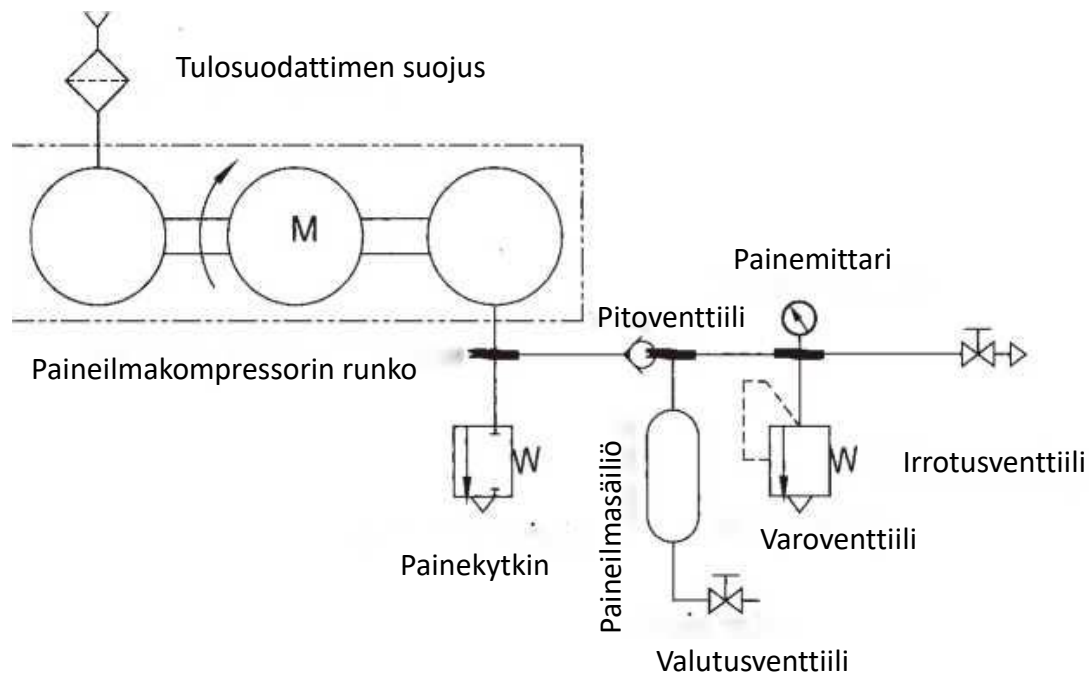 Tulosuodattimen suojus
M
Painemittari
Pitoventtiili
Paineilmakompressorin runko
Paineilmasäiliö
Irrotusventtiili
Varoventtiili
Painekytkin
Valutusventtiili